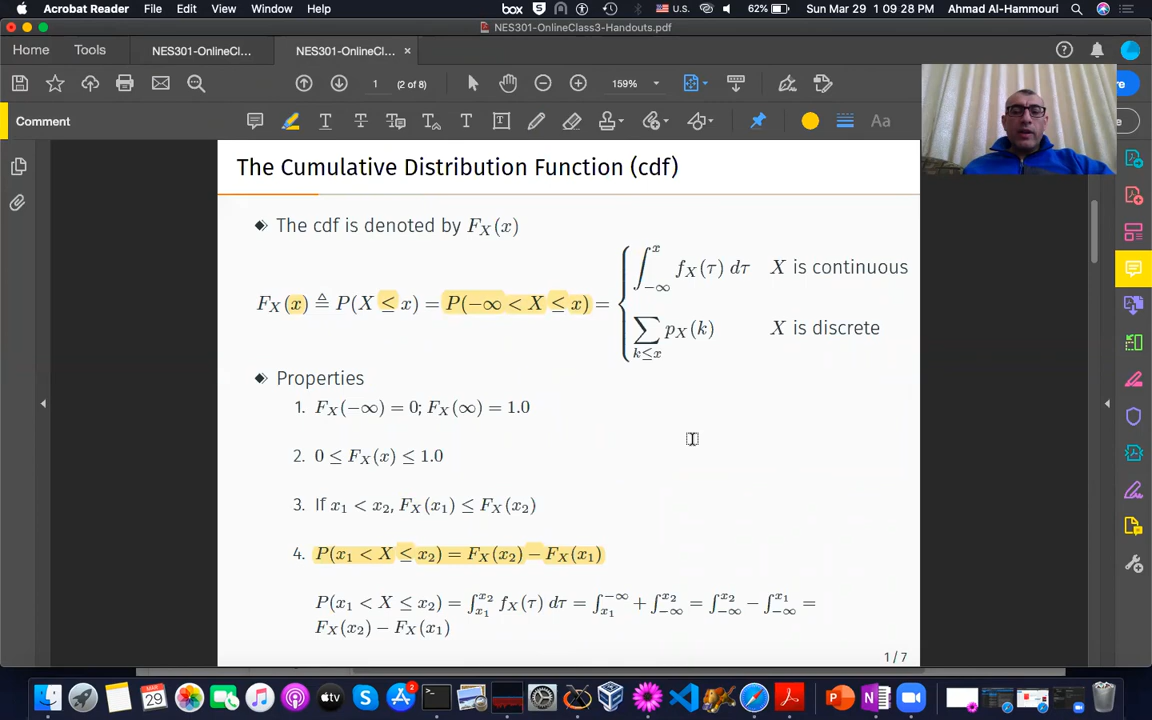 Acrobat Reader File Edit View Window Help box U.S. 62% Sun Mar 29 1 09 28 PM Ahmad Al-Hammouri
NES301-OnlineClass3-Handouts.pdf
Home Tools NES301-OnlineCl... NES301-OnlineCl... ×
1 (2 of 8) 159%
Comment
The Cumulative Distribution Function (cdf)
The cdf is denoted by F_X(x)
F_X(x) ≜ P(X ≤ x) = P(−∞ < X ≤ x) = { ∫_{−∞}^{x} f_X(τ) dτ X is continuous
∑_{k≤x} p_X(k) X is discrete
Properties
1. F_X(−∞) = 0; F_X(∞) = 1.0
2. 0 ≤ F_X(x) ≤ 1.0
3. If x_1 < x_2, F_X(x_1) ≤ F_X(x_2)
4. P(x_1 < X ≤ x_2) = F_X(x_2) − F_X(x_1)
P(x_1 < X ≤ x_2) = ∫_{x_1}^{x_2} f_X(τ) dτ = ∫_{x_1}^{−∞} + ∫_{−∞}^{x_2} = ∫_{−∞}^{x_2} − ∫_{−∞}^{x_1} =
F_X(x_2) − F_X(x_1)
1 / 7